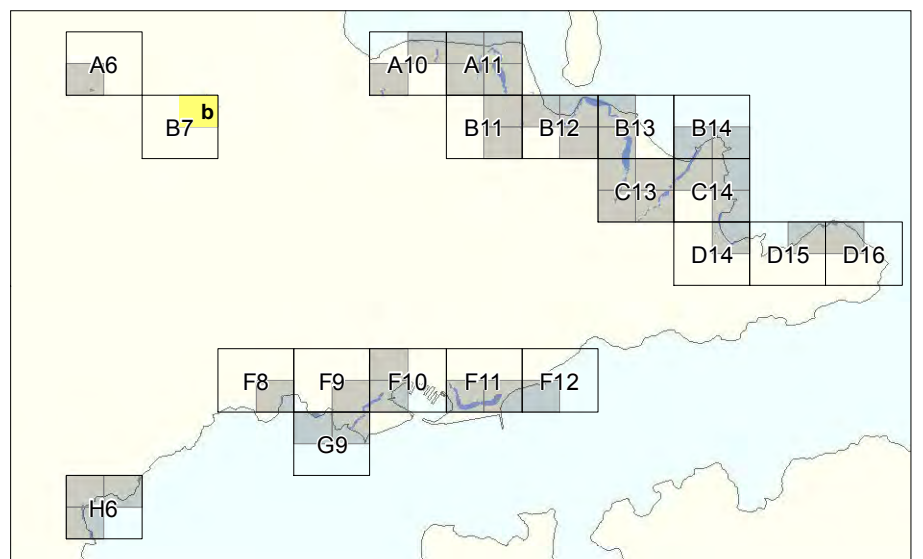 A6 A10 A11
b
B7 B11 B12 B13 B14
C13 C14
D14 D15 D16
F8 F9 F10 F11 F12
G9
H6